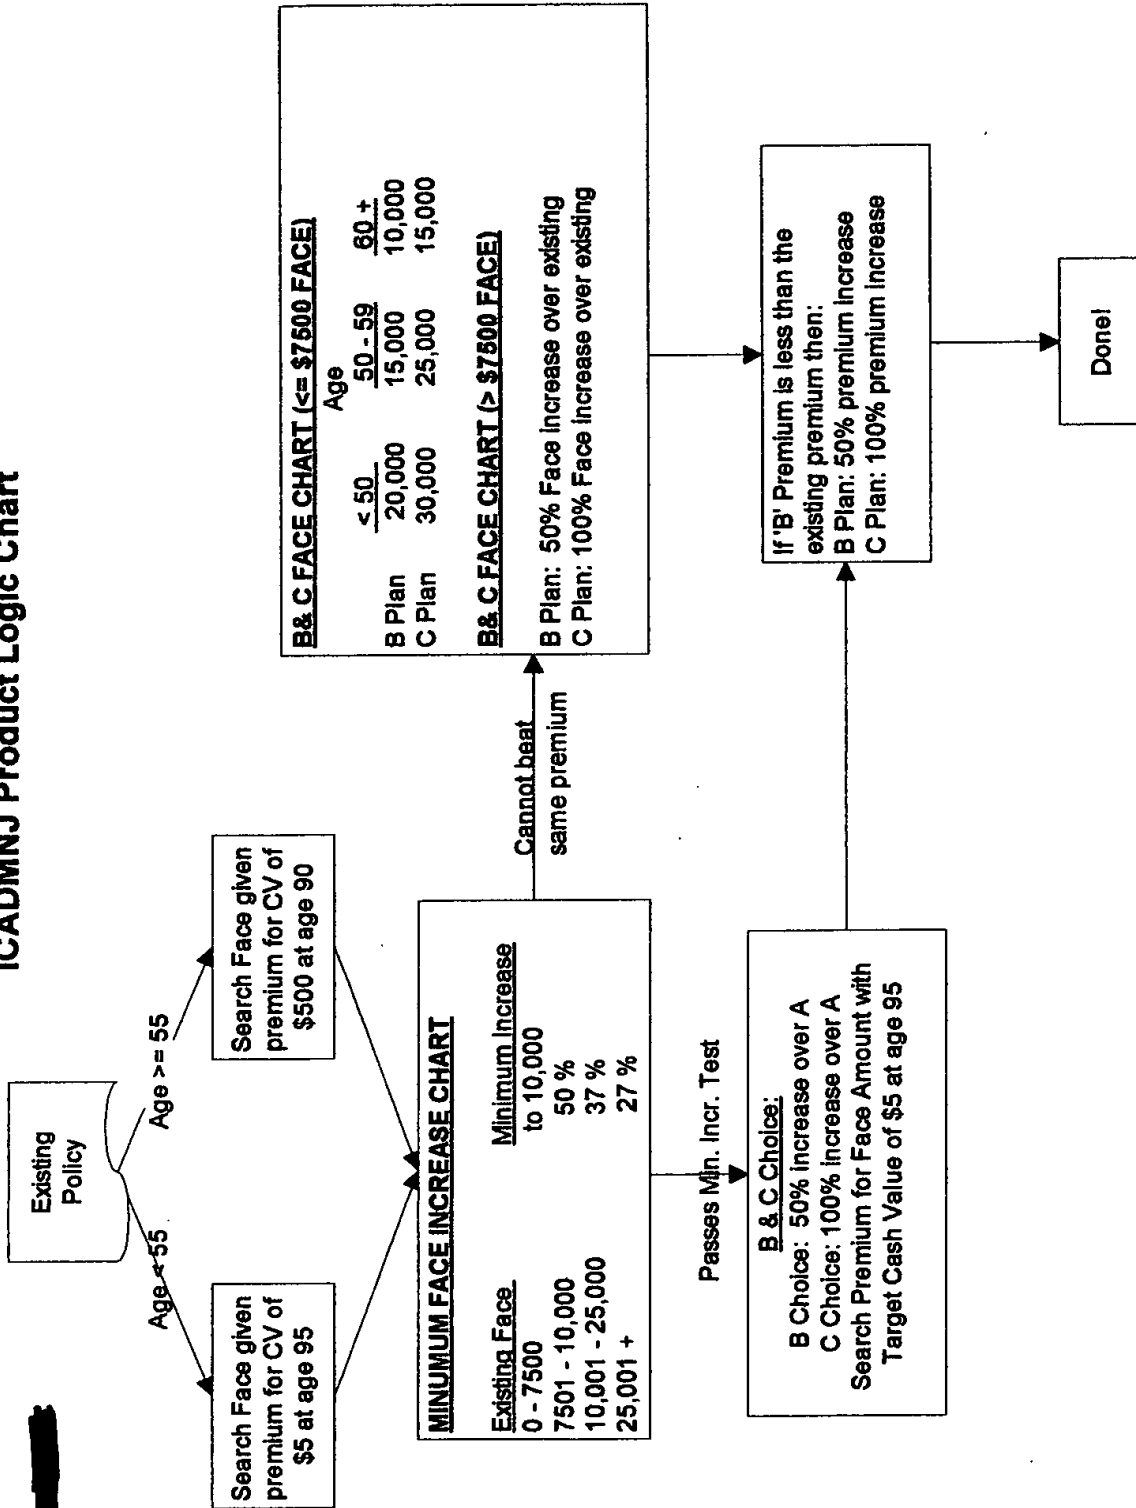 ICADMNJ Product Logic Chart
Existing
Policy
Age < 55
Age >= 55
Search Face given
premium for CV of
$5 at age 95
Search Face given
premium for CV of
$500 at age 90
MINUMUM FACE INCREASE CHART
Existing Face Minimum Increase
0 - 7500 to 10,000
7501 - 10,000 50 %
10,001 - 25,000 37 %
25,001 + 27 %
Cannot beat
same premium
B& C FACE CHART (<= $7500 FACE)
Age
< 50 50 - 59 60 +
B Plan 20,000 15,000 10,000
C Plan 30,000 25,000 15,000
B& C FACE CHART (> $7500 FACE)
B Plan: 50% Face increase over existing
C Plan: 100% Face increase over existing
Passes Min. Incr. Test
B & C Choice:
B Choice: 50% increase over A
C Choice: 100% increase over A
Search Premium for Face Amount with
Target Cash Value of $5 at age 95
If 'B' Premium is less than the
existing premium then:
B Plan: 50% premium increase
C Plan: 100% premium increase
Done!